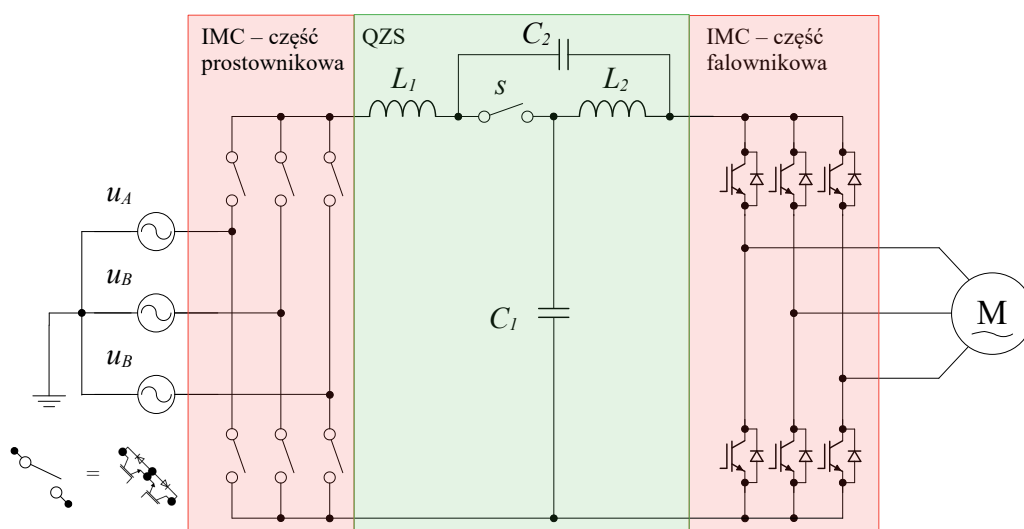 IMC – część
prostownikowa
QZS
C2
IMC – część
falownikowa
L1
s
L2
uA
uB
C1
M
uB
=